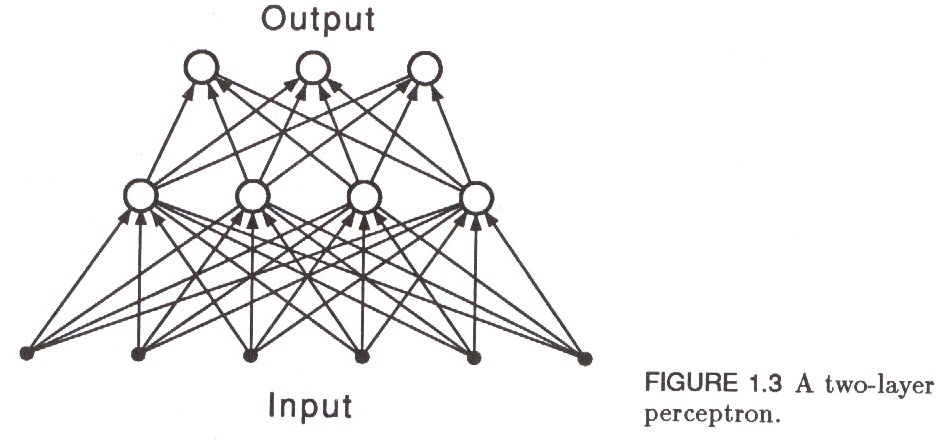 Output
Input
FIGURE 1.3 A two-layer
perceptron.